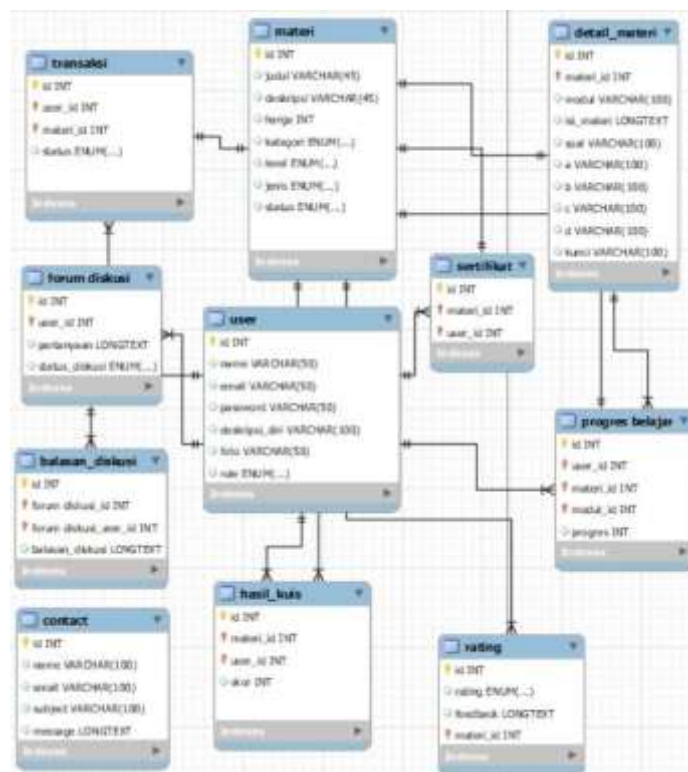 transaksi
id INT
user_id INT
materi_id INT
status ENUM(...)
Indexes
materi
id INT
judul VARCHAR(45)
deskripsi VARCHAR(45)
harga INT
kategori ENUM(...)
level ENUM(...)
jenis ENUM(...)
status ENUM(...)
Indexes
detail_materi
id INT
materi_id INT
modul VARCHAR(100)
isi_materi LONGTEXT
soal VARCHAR(100)
a VARCHAR(100)
b VARCHAR(100)
c VARCHAR(100)
d VARCHAR(100)
kunci VARCHAR(100)
Indexes
forum diskusi
id INT
user_id INT
pertanyaan LONGTEXT
status_diskusi ENUM(...)
Indexes
user
id INT
name VARCHAR(50)
email VARCHAR(50)
password VARCHAR(50)
deskripsi_diri VARCHAR(100)
foto VARCHAR(50)
role ENUM(...)
Indexes
sertifikat
id INT
materi_id INT
user_id INT
Indexes
balasan_diskusi
id INT
forum diskusi_id INT
forum diskusi_user_id INT
balasan_diskusi LONGTEXT
Indexes
progres belajar
id INT
user_id INT
materi_id INT
modul_id INT
progres INT
Indexes
contact
id INT
name VARCHAR(100)
email VARCHAR(100)
subject VARCHAR(100)
message LONGTEXT
Indexes
hasil_kuis
id INT
materi_id INT
user_id INT
skor INT
Indexes
rating
id INT
rating ENUM(...)
feedback LONGTEXT
materi_id INT
Indexes